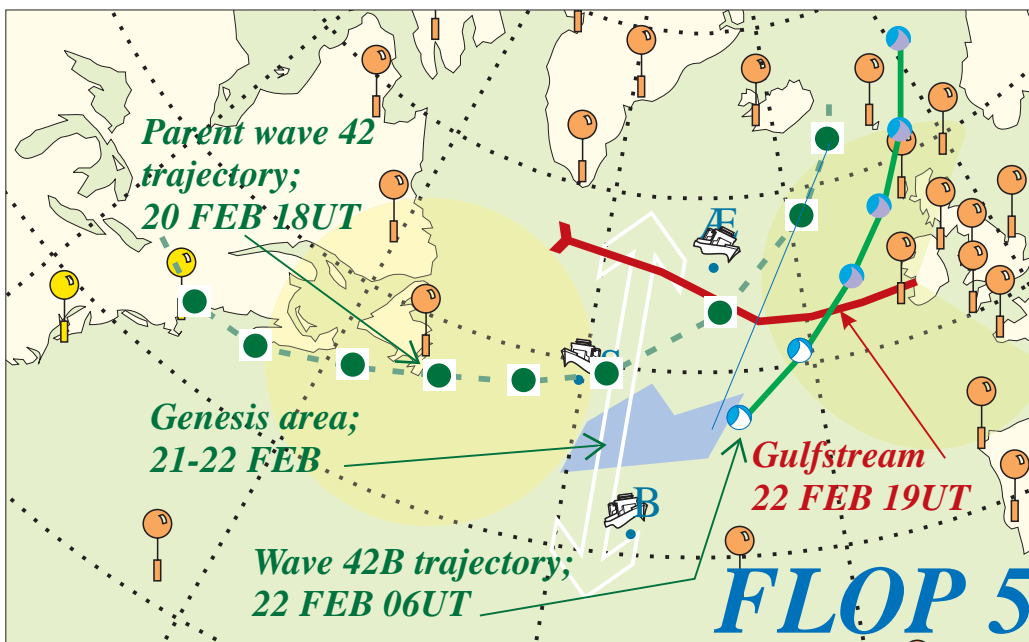 Parent wave 42
trajectory;
20 FEB 18UT
Æ
S
Genesis area;
21-22 FEB
Gulfstream
22 FEB 19UT
B
Wave 42B trajectory;
22 FEB 06UT
FLOP 5